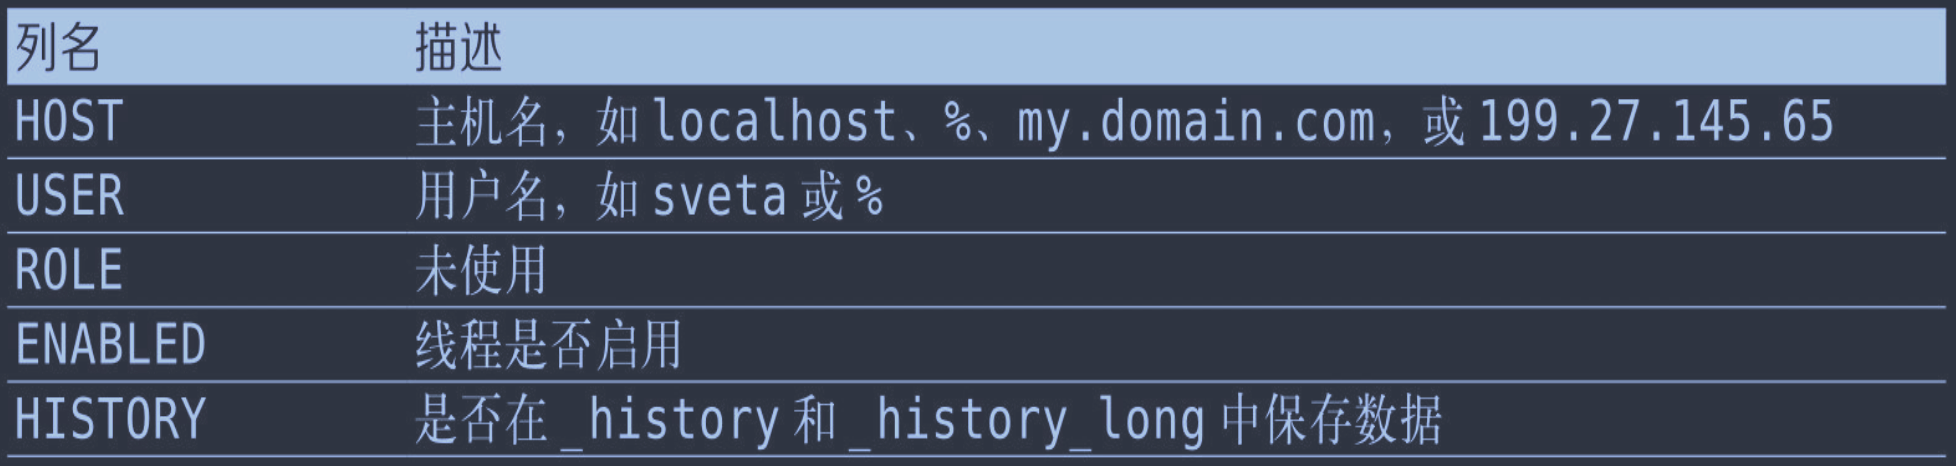 列名 描述
HOST 主机名，如 localhost、%、my.domain.com，或 199.27.145.65
USER 用户名，如 sveta 或 %
ROLE 未使用
ENABLED 线程是否启用
HISTORY 是否在 _history 和 _history_long 中保存数据